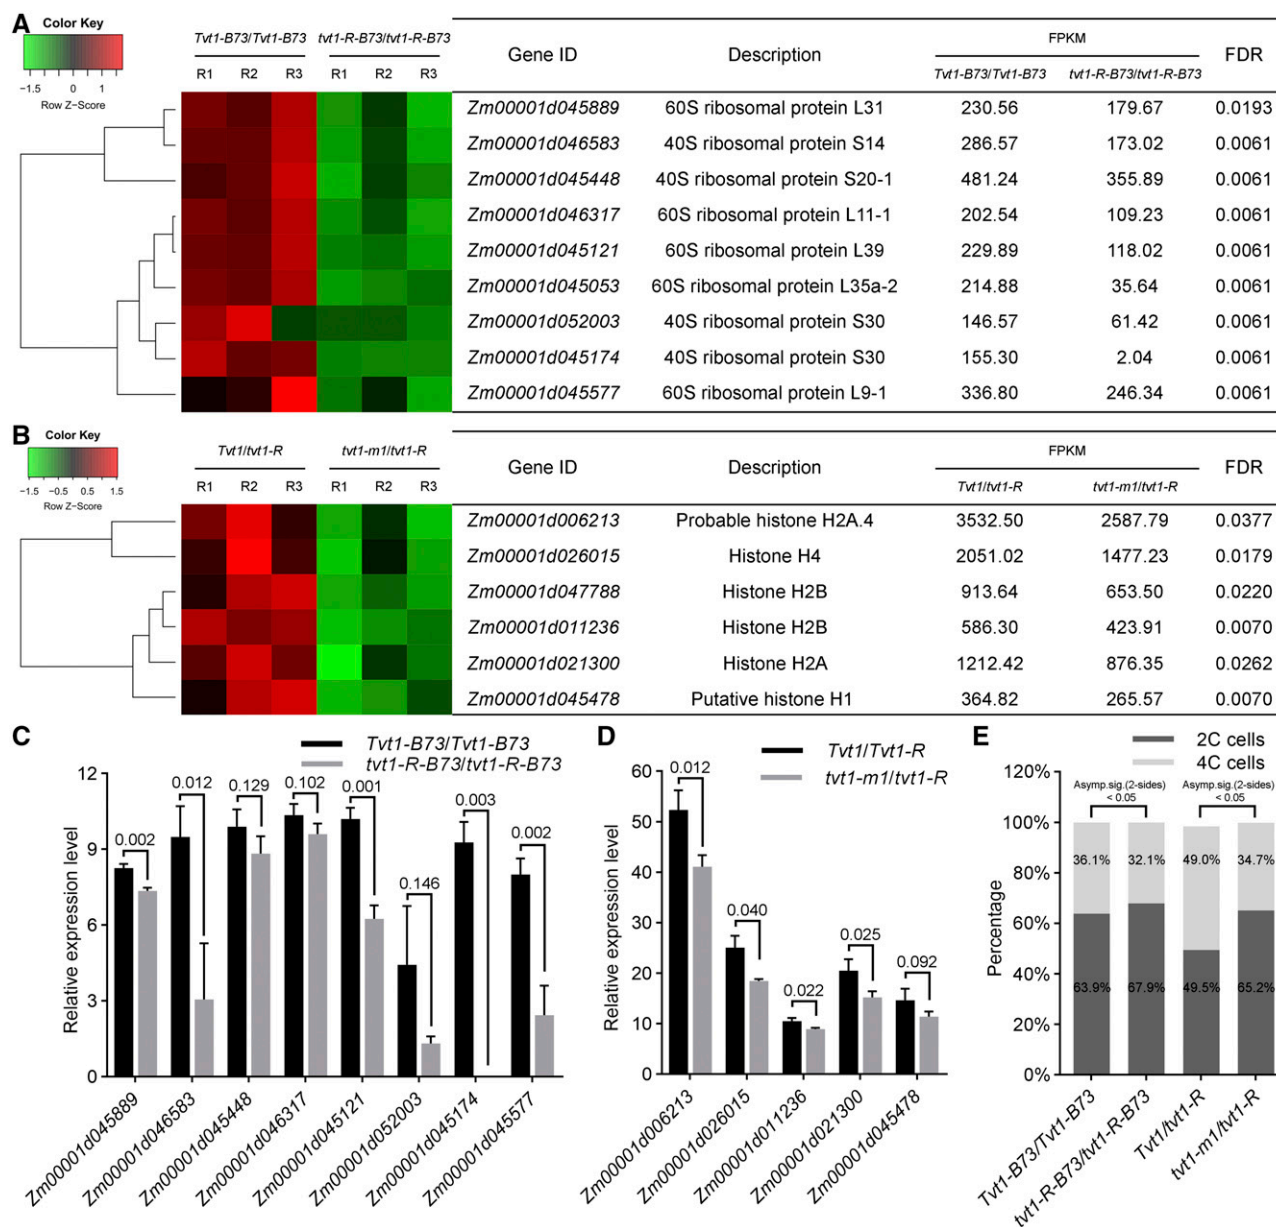 A
Color Key
−1.5 0 1
Row Z−Score
Tvt1-B73/Tvt1-B73 tvt1-R-B73/tvt1-R-B73
R1 R2 R3 R1 R2 R3
Gene ID Description FPKM FDR
Tvt1-B73/Tvt1-B73 tvt1-R-B73/tvt1-R-B73
Zm00001d045889 60S ribosomal protein L31 230.56 179.67 0.0193
Zm00001d046583 40S ribosomal protein S14 286.57 173.02 0.0061
Zm00001d045448 40S ribosomal protein S20-1 481.24 355.89 0.0061
Zm00001d046317 60S ribosomal protein L11-1 202.54 109.23 0.0061
Zm00001d045121 60S ribosomal protein L39 229.89 118.02 0.0061
Zm00001d045053 60S ribosomal protein L35a-2 214.88 35.64 0.0061
Zm00001d052003 40S ribosomal protein S30 146.57 61.42 0.0061
Zm00001d045174 40S ribosomal protein S30 155.30 2.04 0.0061
Zm00001d045577 60S ribosomal protein L9-1 336.80 246.34 0.0061
B
Color Key
−1.5 −0.5 0.5 1.5
Row Z−Score
Tvt1/tvt1-R tvt1-m1/tvt1-R
R1 R2 R3 R1 R2 R3
Gene ID Description FPKM FDR
Tvt1/tvt1-R tvt1-m1/tvt1-R
Zm00001d006213 Probable histone H2A.4 3532.50 2587.79 0.0377
Zm00001d026015 Histone H4 2051.02 1477.23 0.0179
Zm00001d047788 Histone H2B 913.64 653.50 0.0220
Zm00001d011236 Histone H2B 586.30 423.91 0.0070
Zm00001d021300 Histone H2A 1212.42 876.35 0.0262
Zm00001d045478 Putative histone H1 364.82 265.57 0.0070
C
Tvt1-B73/Tvt1-B73
tvt1-R-B73/tvt1-R-B73
Relative expression level
12
9
6
3
0
0.002 0.012 0.129 0.102 0.001 0.146 0.003 0.002
Zm00001d045889
Zm00001d046583
Zm00001d045448
Zm00001d046317
Zm00001d045121
Zm00001d052003
Zm00001d045174
Zm00001d045577
D
Tvt1/Tvt1-R
tvt1-m1/tvt1-R
Relative expression level
60
50
40
30
20
10
0
0.012 0.040 0.022 0.025 0.092
Zm00001d006213
Zm00001d026015
Zm00001d011236
Zm00001d021300
Zm00001d045478
E
2C cells
4C cells
Percentage
120%
100%
80%
60%
40%
20%
0%
Asymp.sig.(2-sides) Asymp.sig.(2-sides)
< 0.05 < 0.05
36.1% 32.1% 49.0% 34.7%
63.9% 67.9% 49.5% 65.2%
Tvt1-B73/Tvt1-B73
tvt1-R-B73/tvt1-R-B73
Tvt1/tvt1-R
tvt1-m1/tvt1-R